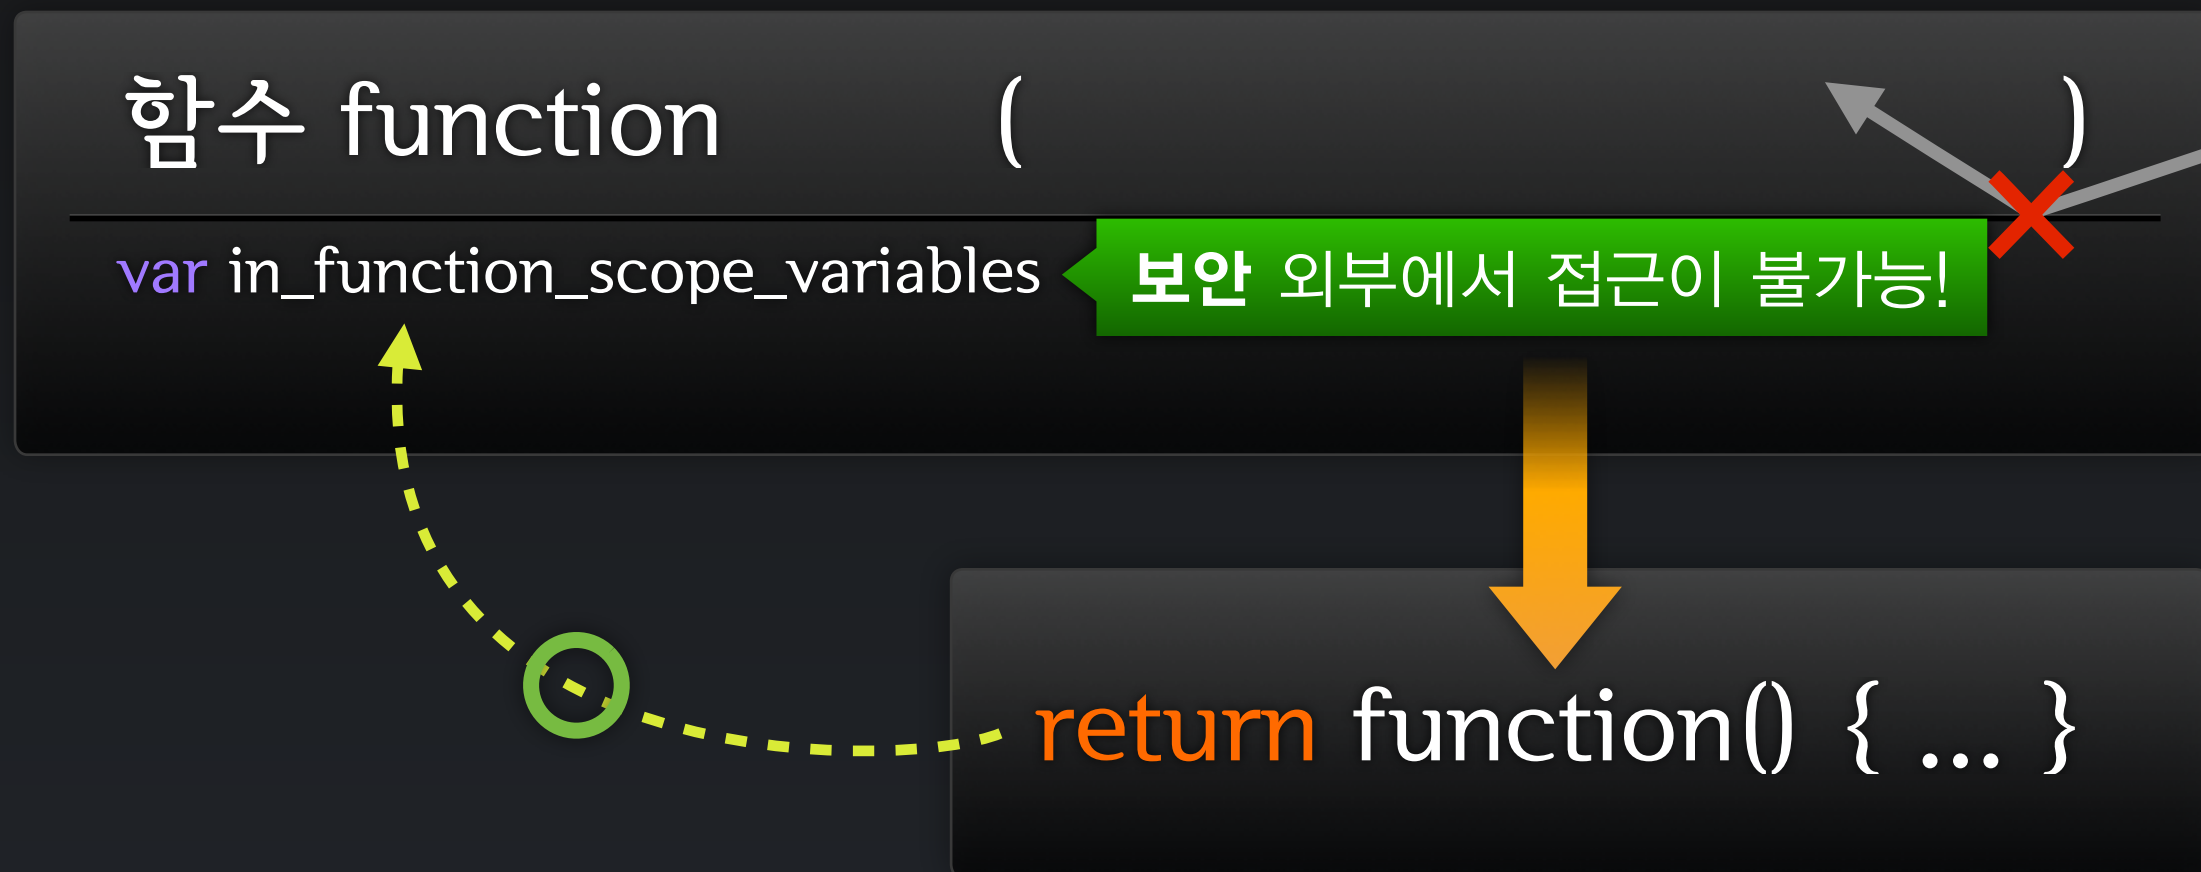 함수 function ( )
var in_function_scope_variables 보안 외부에서 접근이 불가능!
return function() { ... }